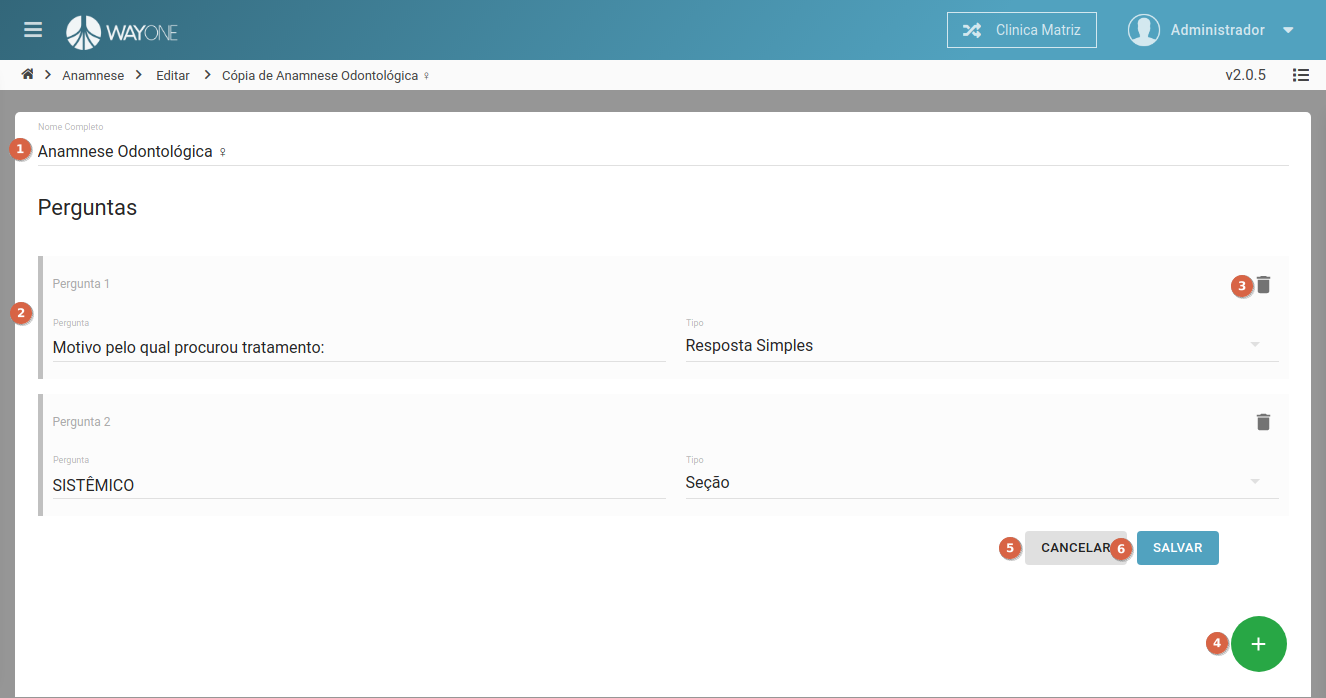 WAYONE
Clinica Matriz
Administrador
Anamnese
Editar
Cópia de Anamnese Odontológica ♀
v2.0.5
Nome Completo
1
Anamnese Odontológica ♀
Perguntas
Pergunta 1
2
3
Pergunta
Motivo pelo qual procurou tratamento:
Tipo
Resposta Simples
Pergunta 2
Pergunta
SISTÊMICO
Tipo
Seção
5
CANCELAR
6
SALVAR
4
+